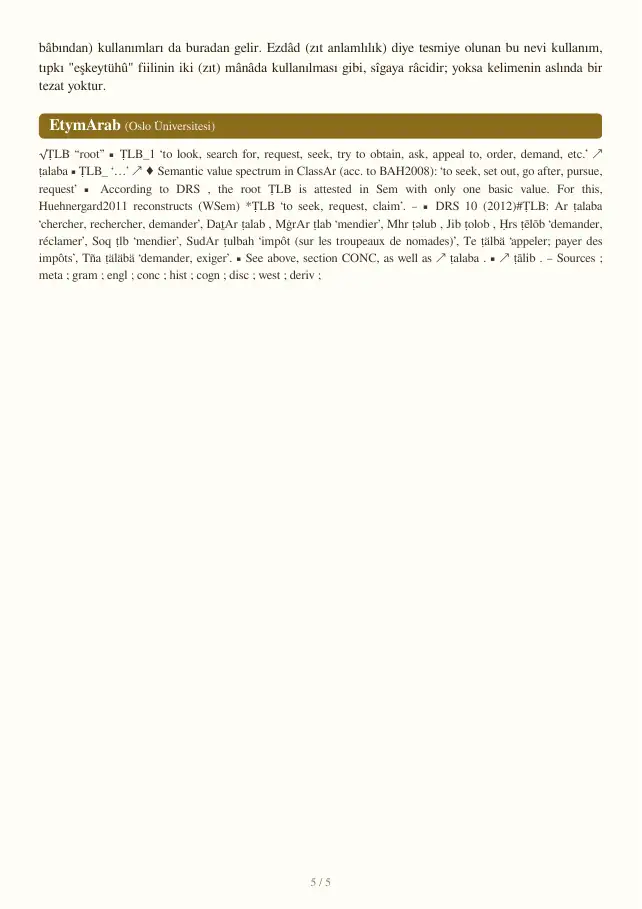 bâbından) kullanımları da buradan gelir. Ezdâd (zıt anlamlılık) diye tesmiye olunan bu nevi kullanım,
tıpkı "eşkeytühû" fiilinin iki (zıt) mânâda kullanılması gibi, sîgaya râcidir; yoksa kelimenin aslında bir
tezat yoktur.
EtymArab (Oslo Üniversitesi)
√ṬLB “root” ▪ ṬLB_1 ‘to look, search for, request, seek, try to obtain, ask, appeal to, order, demand, etc.’ ↗
ṭalaba ▪ ṬLB_ ‘…’ ↗ ♦ Semantic value spectrum in ClassAr (acc. to BAH2008): ‘to seek, set out, go after, pursue,
request’ ▪ According to DRS , the root ṬLB is attested in Sem with only one basic value. For this,
Huehnergard2011 reconstructs (WSem) *ṬLB ‘to seek, request, claim’. – ▪ DRS 10 (2012)#ṬLB: Ar ṭalaba
‘chercher, rechercher, demander’, DaṯAr ṭalab , MġrAr ṭlab ‘mendier’, Mhr ṭəlub , Jib ṭolob , Ḥrs ṭēlōb ‘demander,
réclamer’, Soq ṭlb ‘mendier’, SudAr ṭulbah ‘impôt (sur les troupeaux de nomades)’, Te ṭälbä ‘appeler; payer des
impôts’, Tña ṭäläbä ‘demander, exiger’. ▪ See above, section CONC, as well as ↗ ṭalaba . ▪ ↗ ṭālib . – Sources ;
meta ; gram ; engl ; conc ; hist ; cogn ; disc ; west ; deriv ;
5 / 5